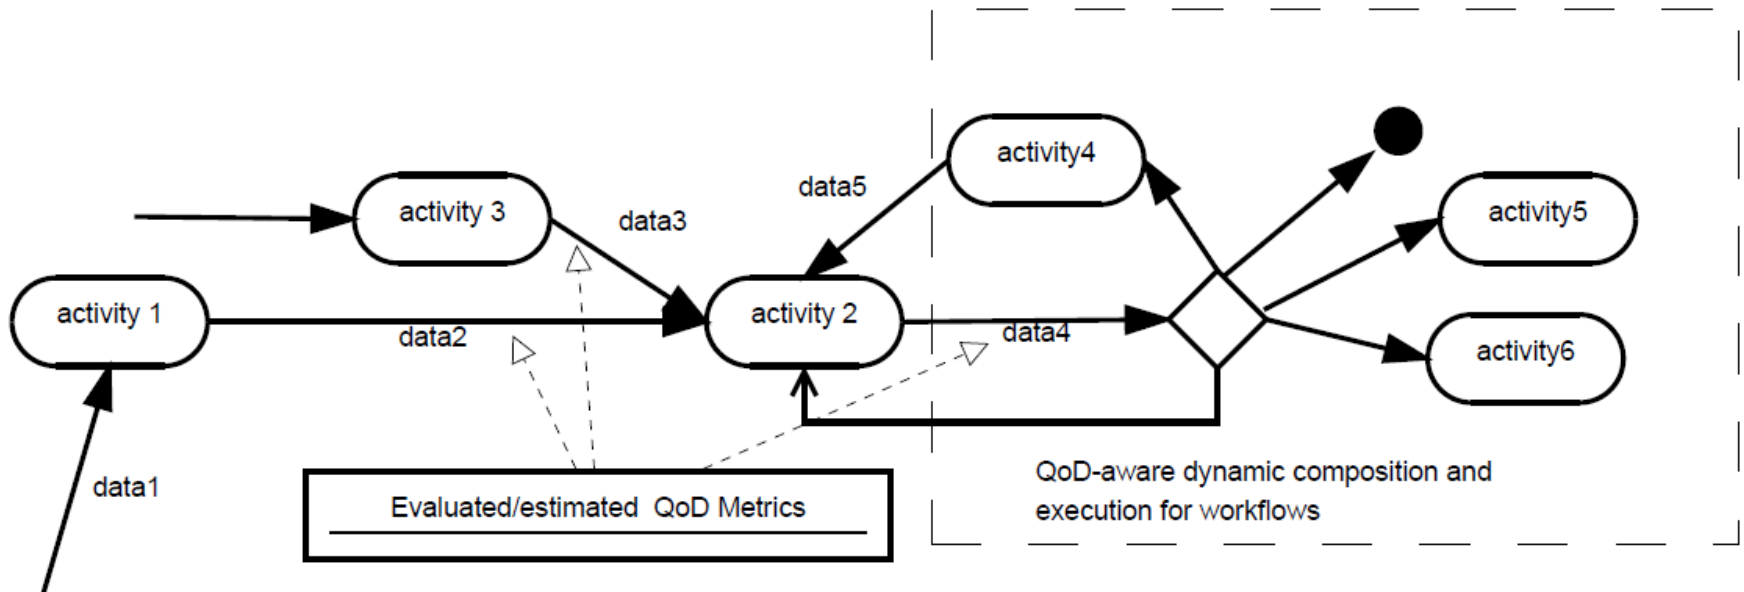 activity4
data5
activity 3
data3
activity5
activity 1
data2
activity 2
data4
activity6
data1
Evaluated/estimated QoD Metrics
QoD-aware dynamic composition and
execution for workflows